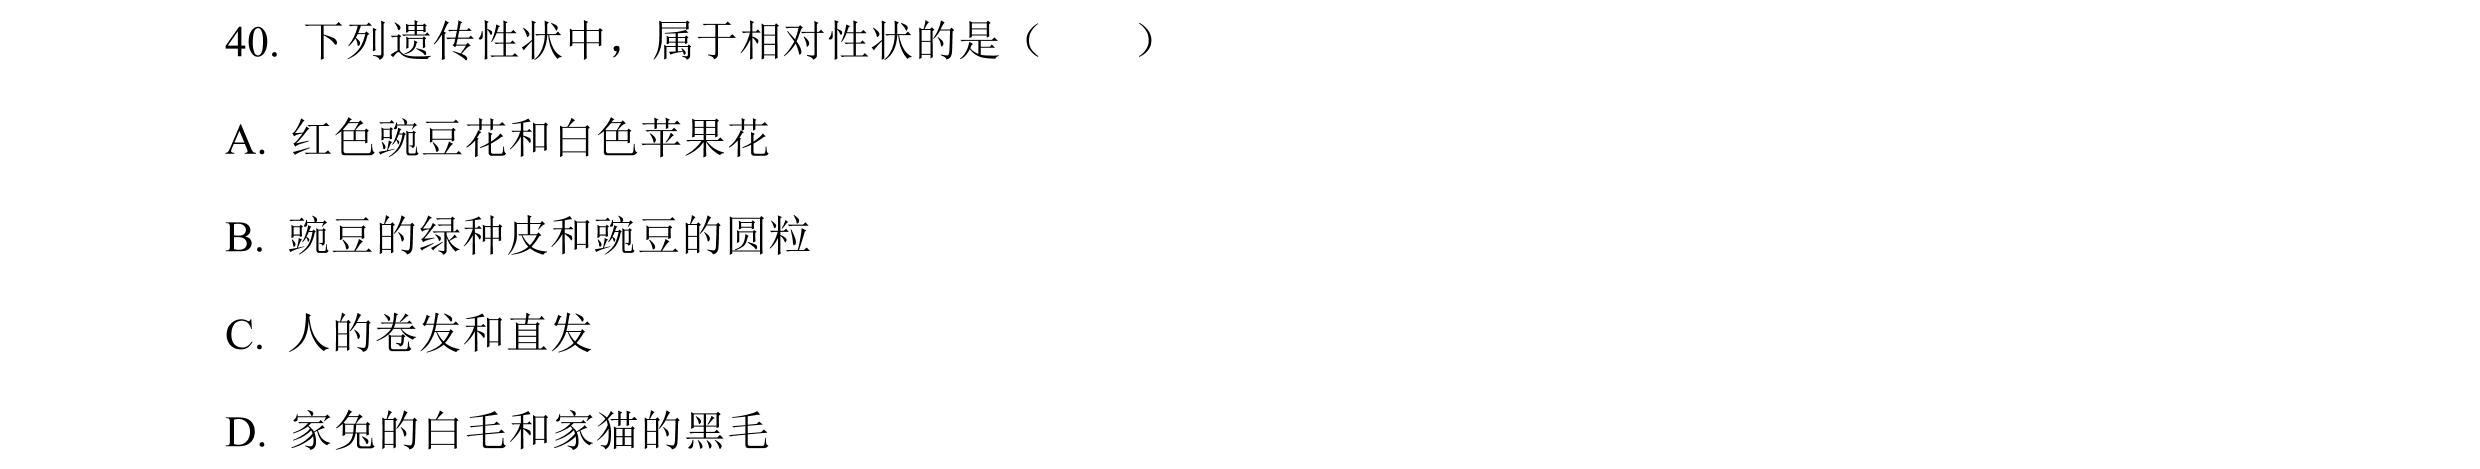 40. 下列遗传性状中，属于相对性状的是（　　）
A. 红色豌豆花和白色苹果花
B. 豌豆的绿种皮和豌豆的圆粒
C. 人的卷发和直发
D. 家兔的白毛和家猫的黑毛